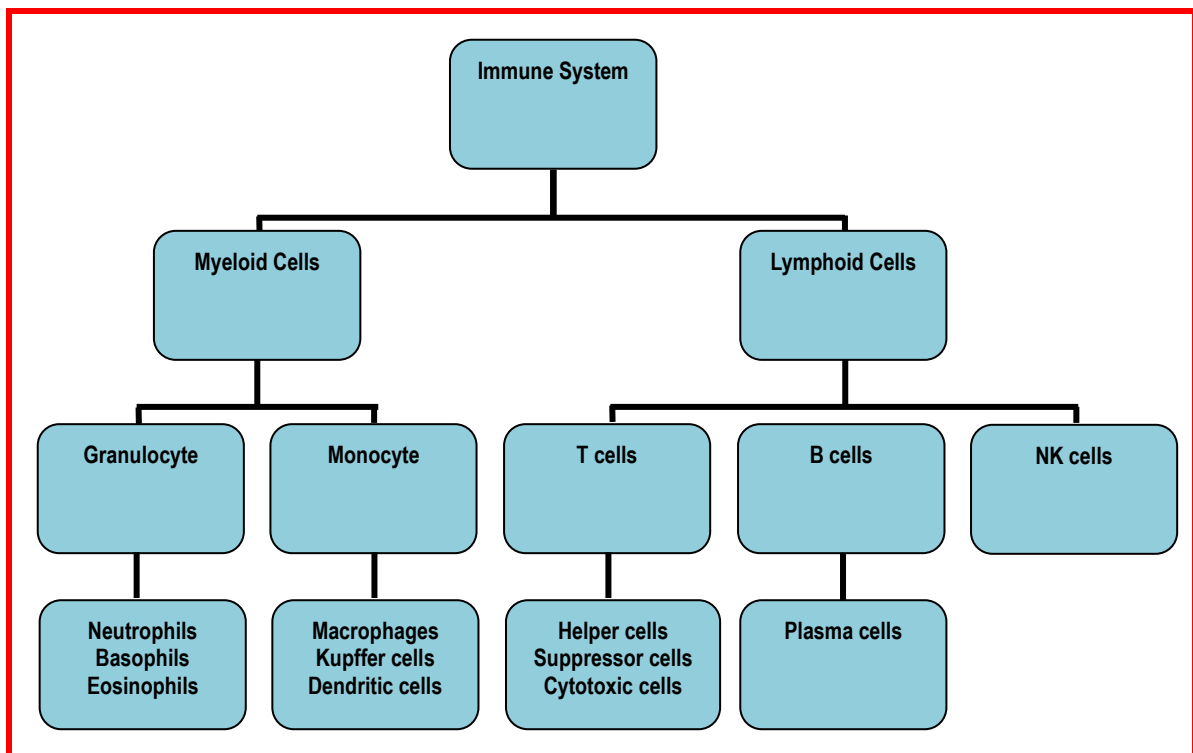 Immune System
Myeloid Cells
Lymphoid Cells
Granulocyte
Monocyte
T cells
B cells
NK cells
Neutrophils
Basophils
Eosinophils
Macrophages
Kupffer cells
Dendritic cells
Helper cells
Suppressor cells
Cytotoxic cells
Plasma cells